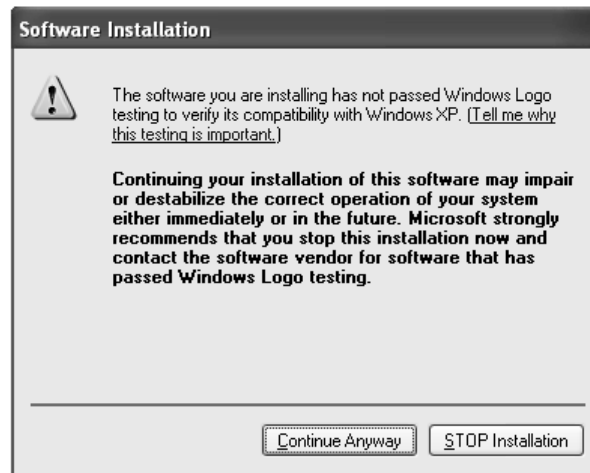 Software Installation
The software you are installing has not passed Windows Logo
testing to verify its compatibility with Windows XP. (Tell me why
this testing is important.)
Continuing your installation of this software may impair
or destabilize the correct operation of your system
either immediately or in the future. Microsoft strongly
recommends that you stop this installation now and
contact the software vendor for software that has
passed Windows Logo testing.
Continue Anyway
STOP Installation